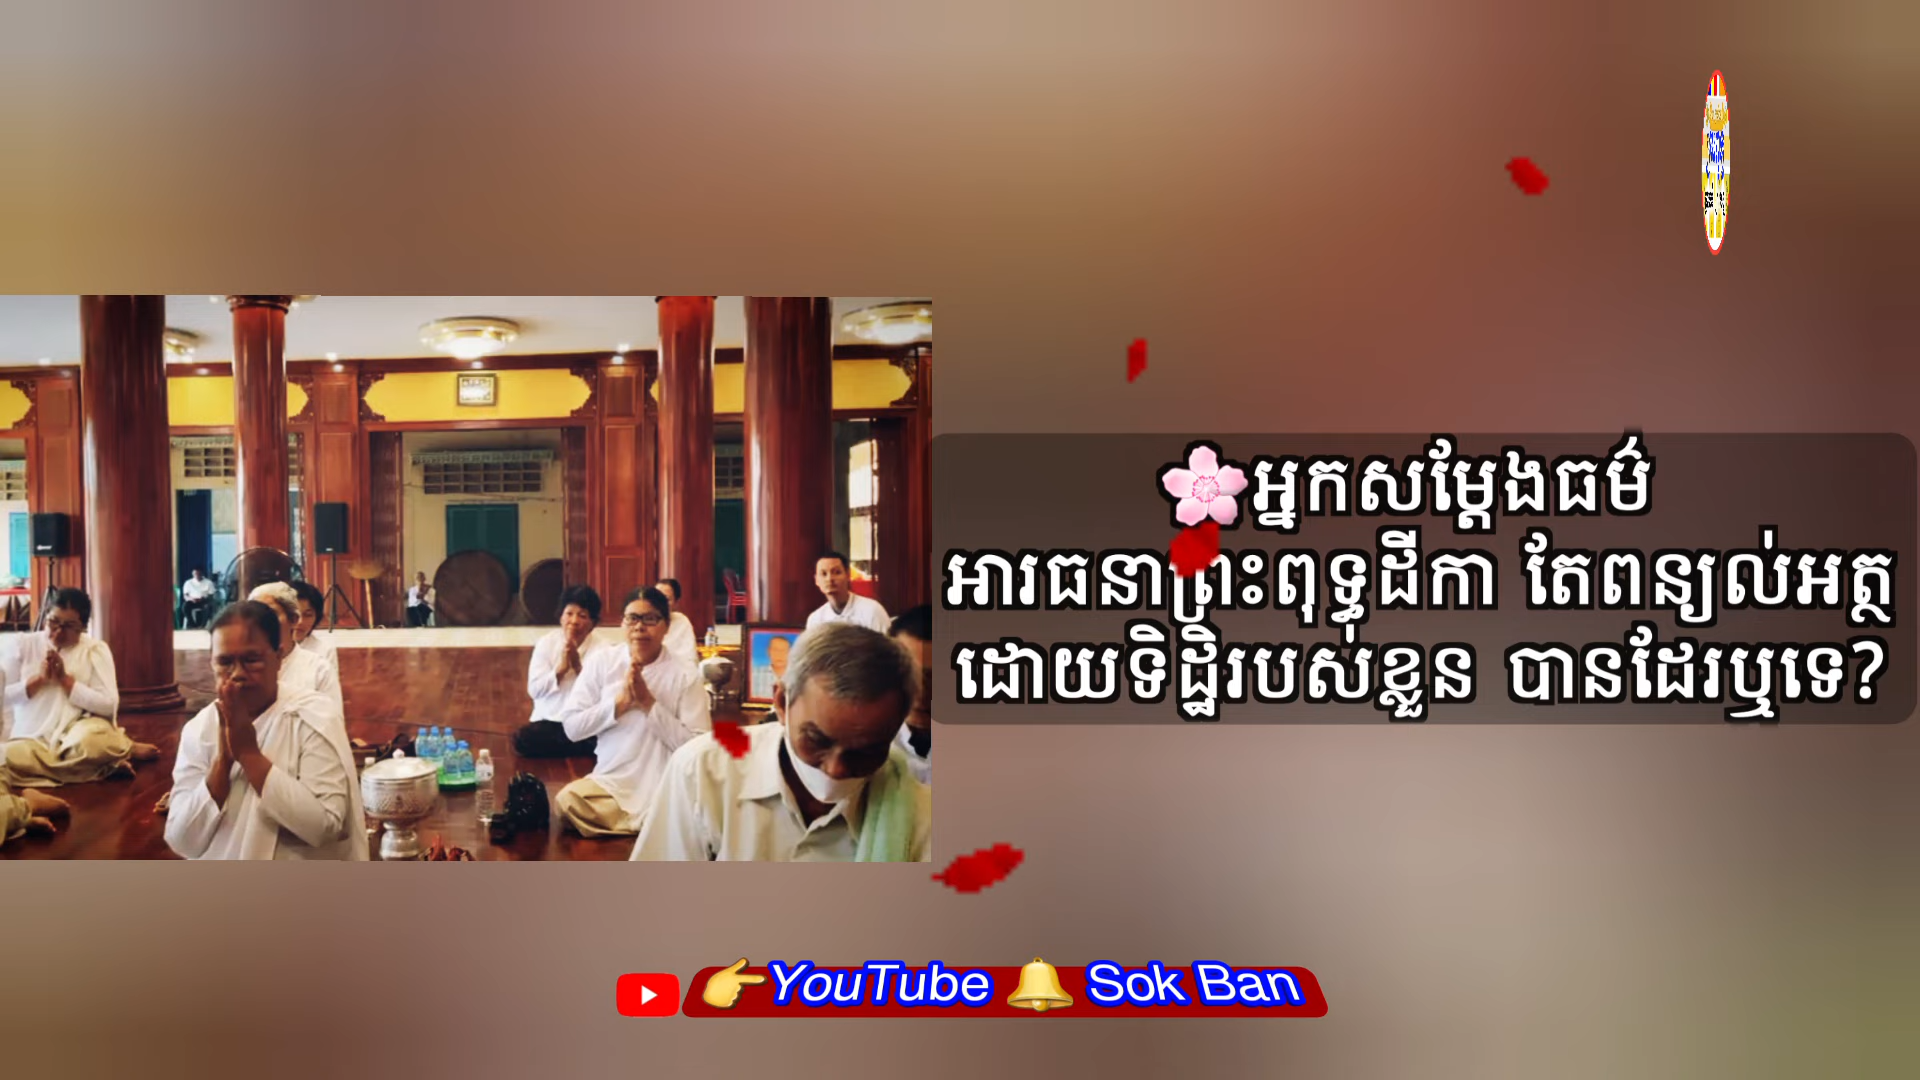 អ្នកសម្ដែងធម៌
អារធនាព្រះពុទ្ធដីកា តែពន្យល់អត្ថ
ដោយទិដ្ឋិរបស់ខ្លួន បានដែរឬទេ?
YouTube Sok Ban